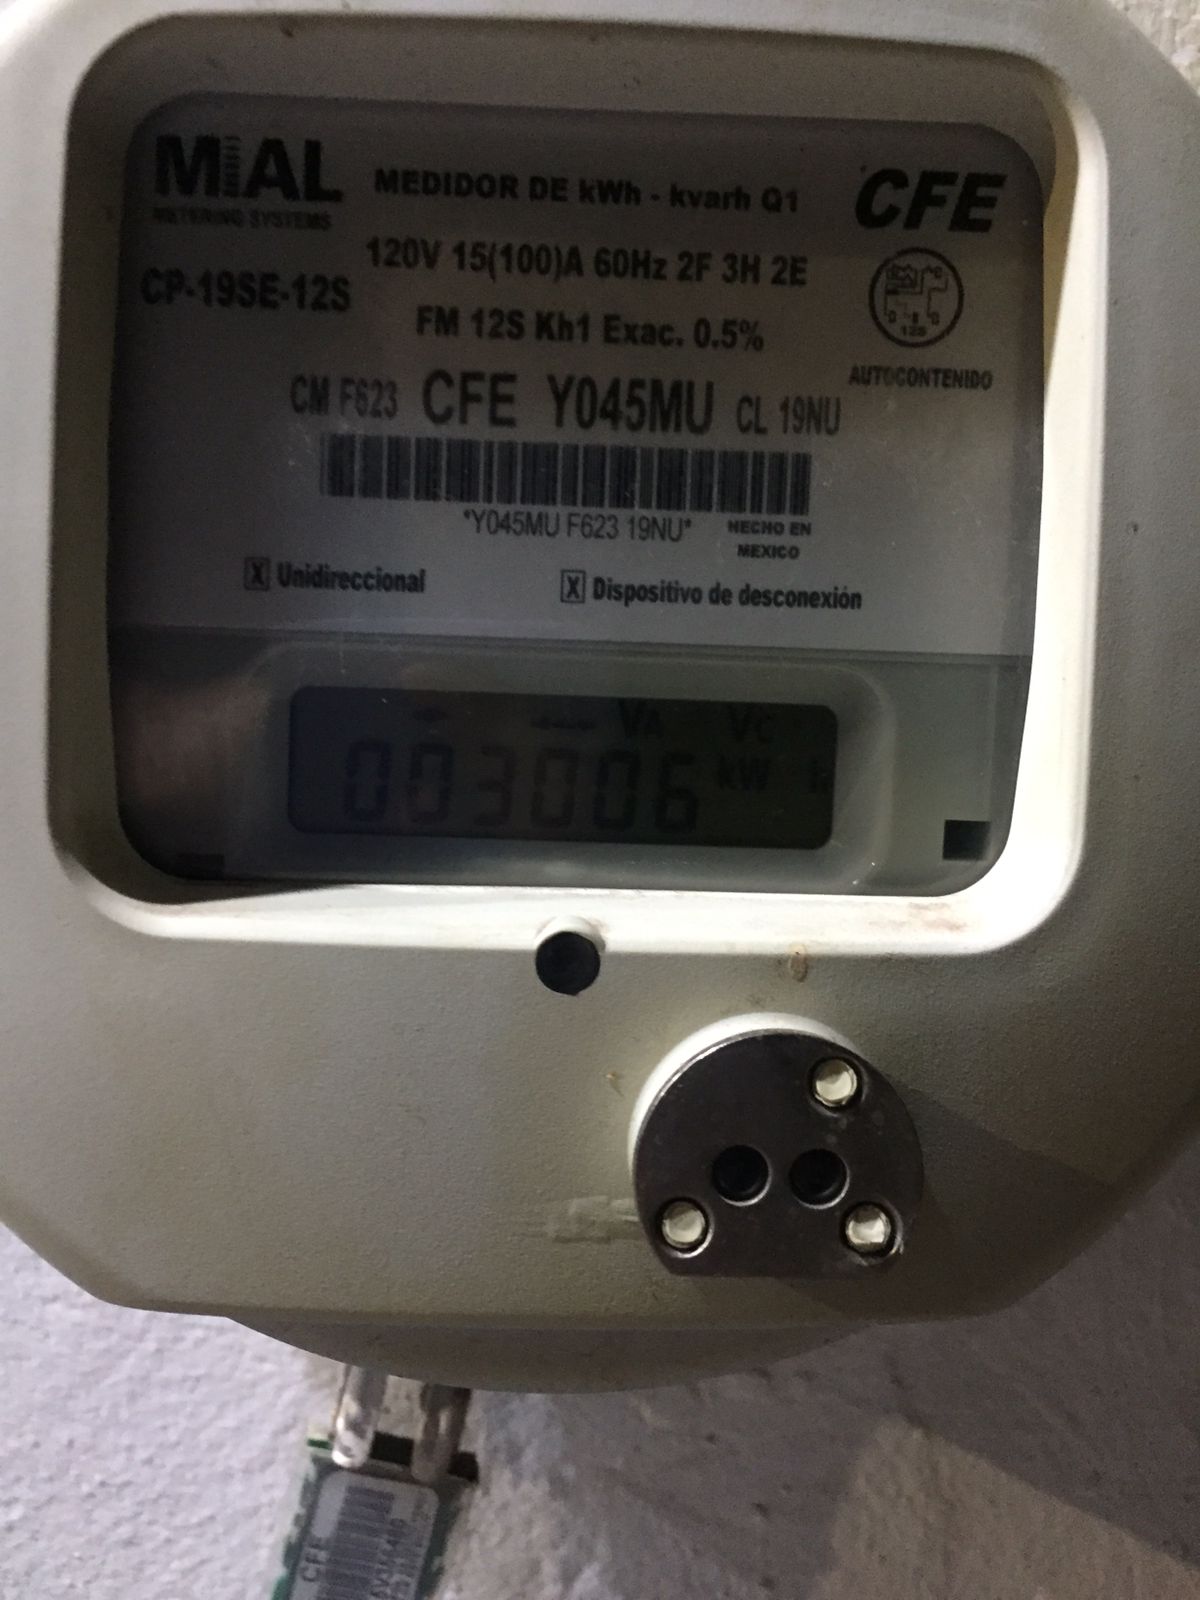 MIAL
METERING SYSTEMS
MEDIDOR DE kWh - kvarh Q1
CFE
120V 15(100)A 60Hz 2F 3H 2E
CP-19SE-12S
FM 12S Kh1 Exac. 0.5%
12S
AUTOCONTENIDO
CM F623 CFE Y045MU CL 19NU
*Y045MU F623 19NU*
HECHO EN
MEXICO
X Unidireccional
X Dispositivo de desconexión
VA VC
003006 kW h
CFE